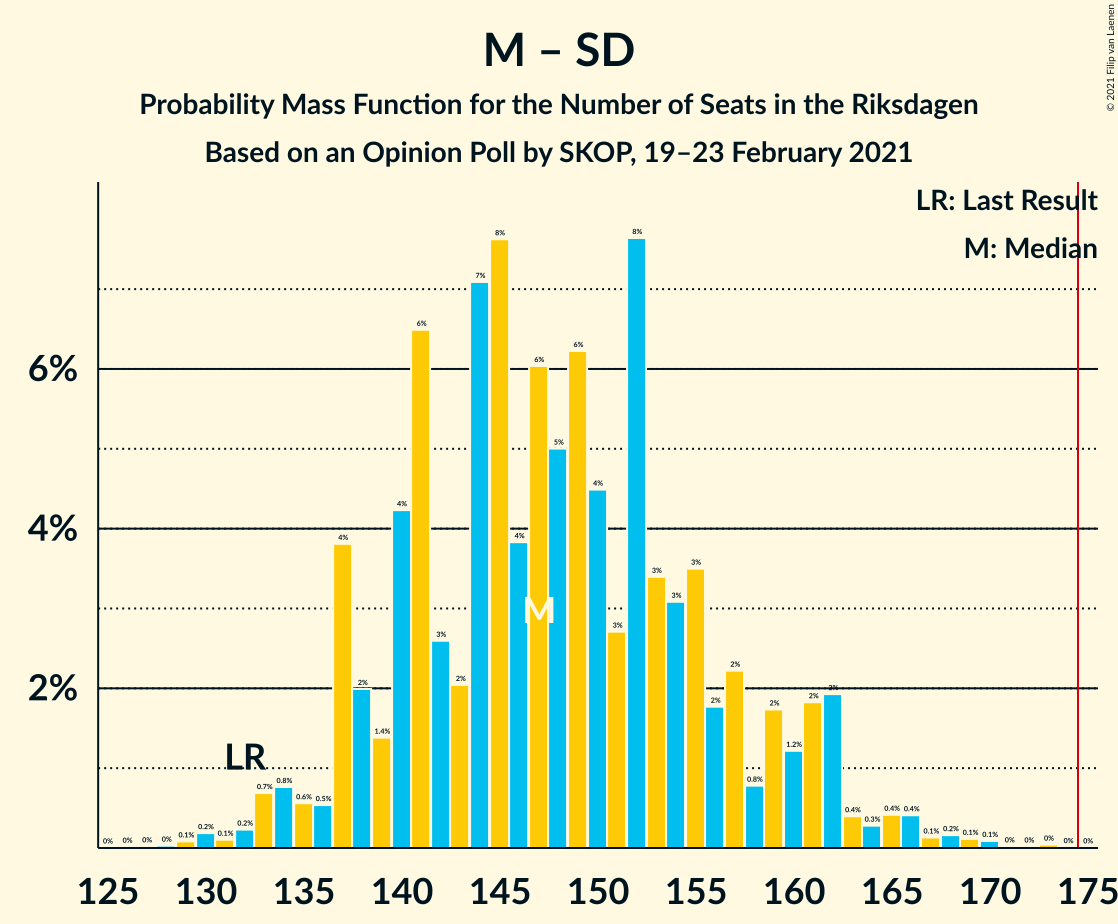 M – SD
Probability Mass Function for the Number of Seats in the Riksdagen
Based on an Opinion Poll by SKOP, 19–23 February 2021
© 2021 Filip van Laenen
LR: Last Result
M: Median
6%
4%
2%
0% 0% 0% 0% 0.1% 0.2% 0.1% 0.2% 0.7% 0.8% 0.6% 0.5% 4% 2% 1.4% 4% 6% 3% 2% 7% 8% 4% 6% 5% 6% 4% 3% 8% 3% 3% 3% 2% 2% 0.8% 2% 1.2% 2% 2% 0.4% 0.3% 0.4% 0.4% 0.1% 0.2% 0.1% 0.1% 0% 0% 0% 0% 0%
LR
M
125 130 135 140 145 150 155 160 165 170 175